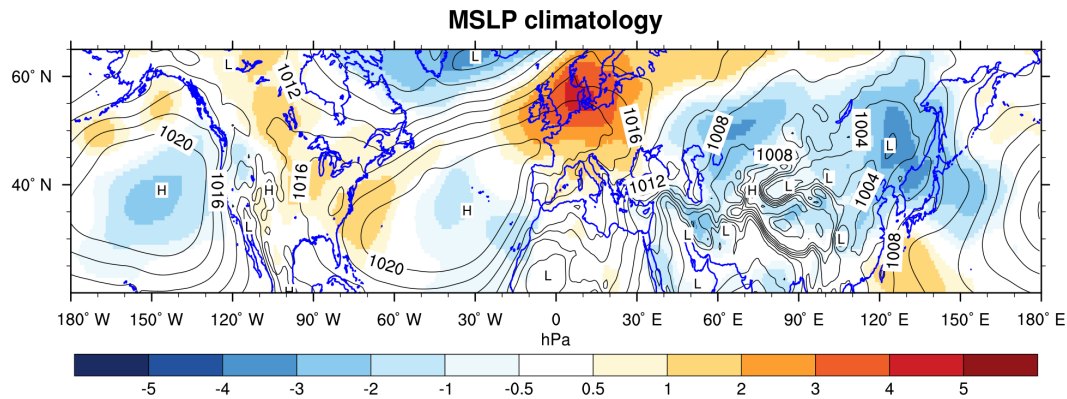 MSLP climatology
60° N
40° N
L
L
1012
1020
1016
1016
1016
1008
1004
1008
1004
1012
1008
1020
H
H
H
H
L
L
L
L
L
L
L
L
L
H
180° W
150° W
120° W
90° W
60° W
30° W
0
30° E
60° E
90° E
120° E
150° E
180° E
hPa
-5
-4
-3
-2
-1
-0.5
0.5
1
2
3
4
5